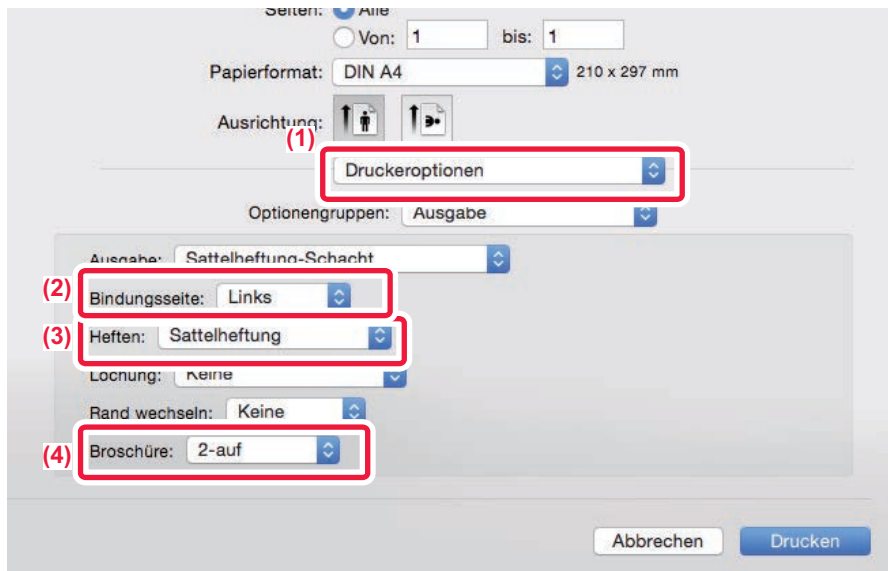 Seiten: Alle
Von: 1 bis: 1
Papierformat: DIN A4 210 x 297 mm
Ausrichtung:
(1)
Druckeroptionen
Optionengruppen: Ausgabe
Ausgabe: Sattelheftung-Schacht
(2) Bindungsseite: Links
(3) Heften: Sattelheftung
Lochung: Keine
Rand wechseln: Keine
(4) Broschüre: 2-auf
Abbrechen Drucken